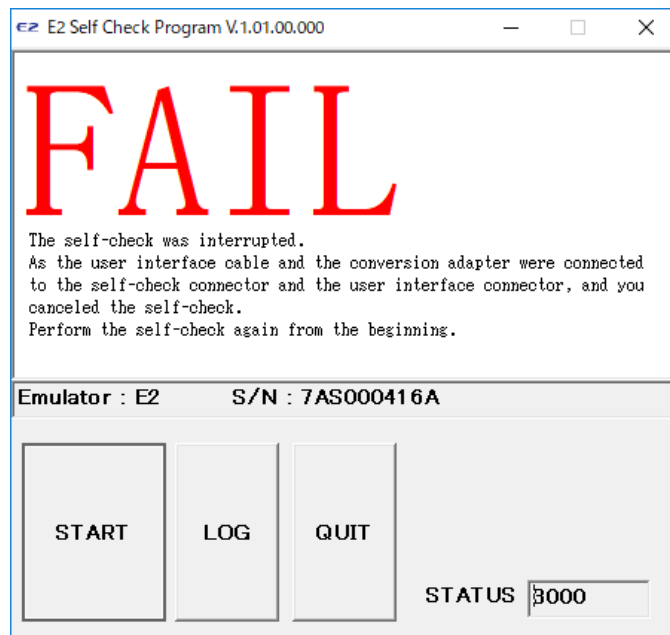 E2 E2 Self Check Program V.1.01.00.000
FAIL
The self-check was interrupted.
As the user interface cable and the conversion adapter were connected
to the self-check connector and the user interface connector, and you
canceled the self-check.
Perform the self-check again from the beginning.
Emulator : E2 S/N : 7AS000416A
START LOG QUIT
STATUS 3000